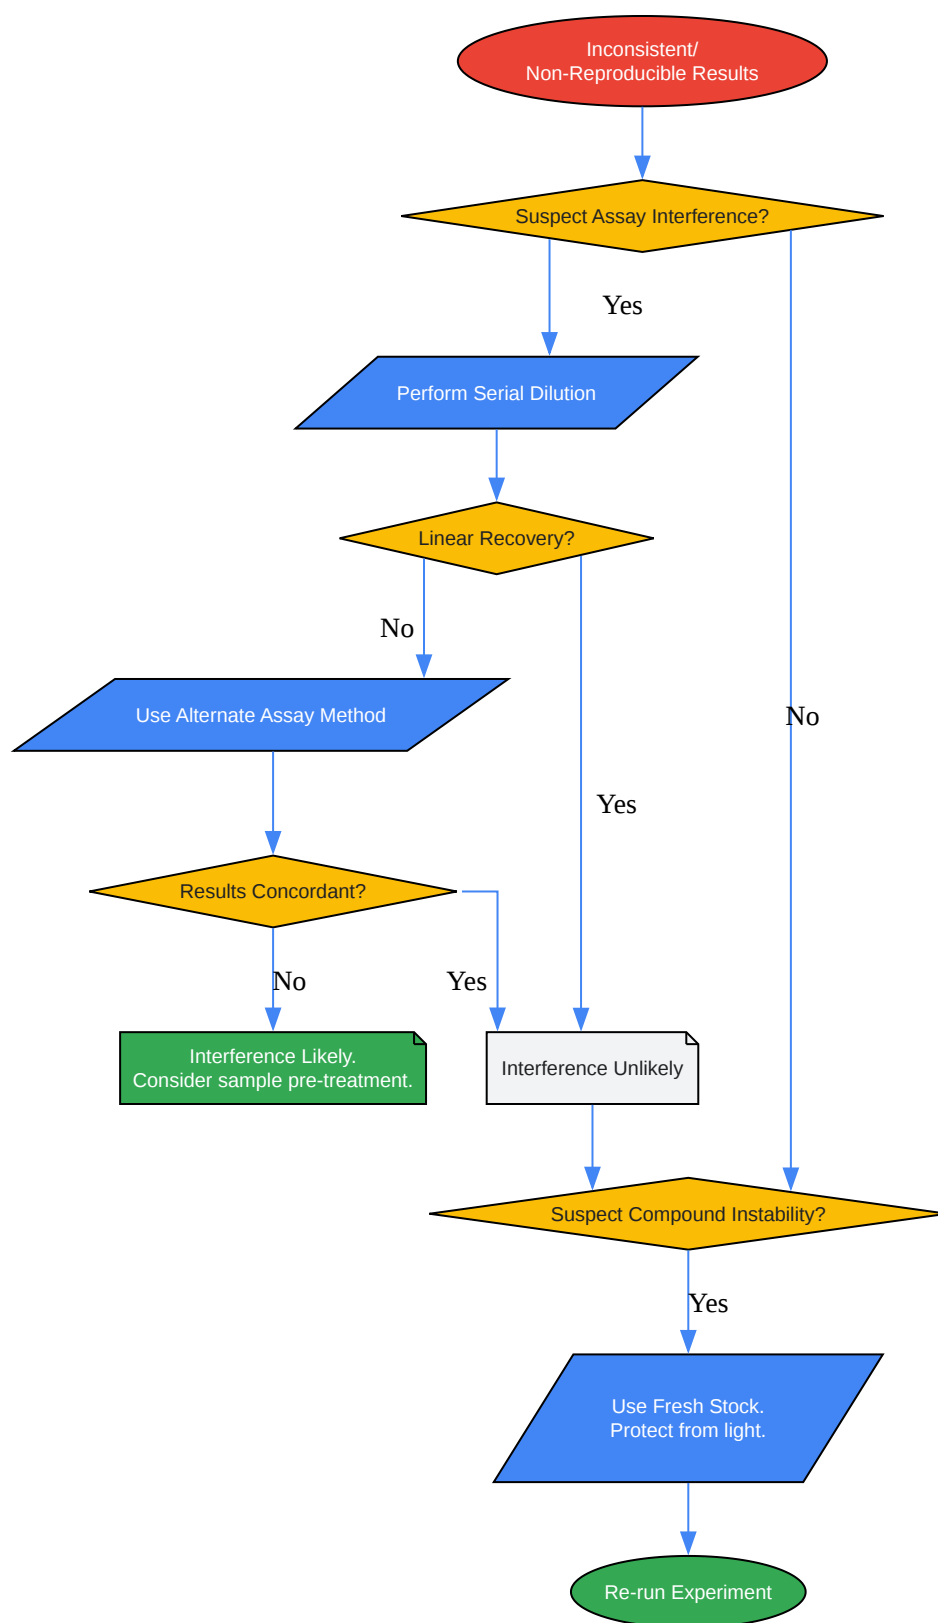 Inconsistent/
Non-Reproducible Results
Suspect Assay Interference?
Yes
Perform Serial Dilution
Linear Recovery?
No
Use Alternate Assay Method
No
Yes
Results Concordant?
No
Yes
Interference Likely.
Consider sample pre-treatment.
Interference Unlikely
Suspect Compound Instability?
Yes
Use Fresh Stock.
Protect from light.
Re-run Experiment